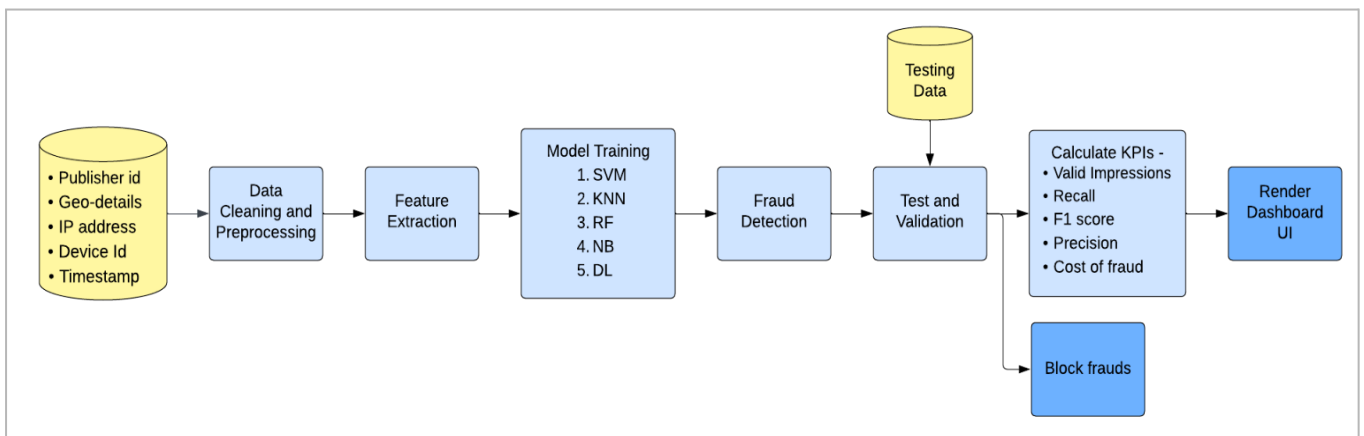 • Publisher id
• Geo-details
• IP address
• Device Id
• Timestamp
Data
Cleaning and
Preprocessing
Feature
Extraction
Model Training
1. SVM
2. KNN
3. RF
4. NB
5. DL
Fraud
Detection
Testing
Data
Test and
Validation
Calculate KPIs -
• Valid Impressions
• Recall
• F1 score
• Precision
• Cost of fraud
Render
Dashboard
UI
Block frauds